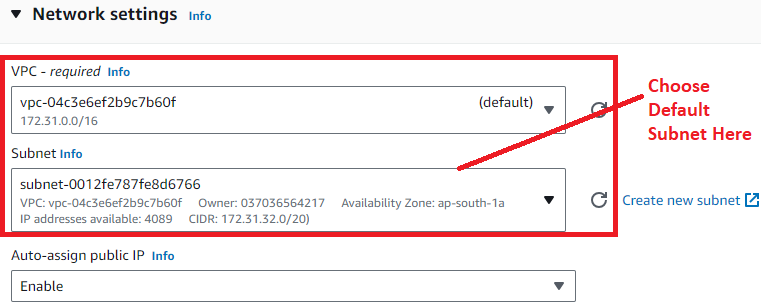 Network settings Info
VPC - required Info
vpc-04c3e6ef2b9c7b60f (default)
172.31.0.0/16
Choose
Default
Subnet Here
Subnet Info
subnet-0012fe787fe8d6766
VPC: vpc-04c3e6ef2b9c7b60f Owner: 037036564217 Availability Zone: ap-south-1a
IP addresses available: 4089 CIDR: 172.31.32.0/20)
Create new subnet
Auto-assign public IP Info
Enable